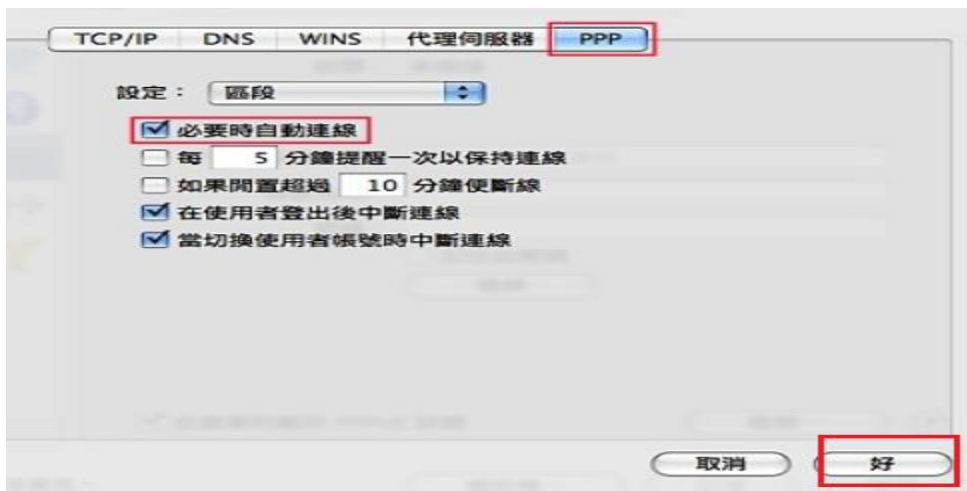 TCP/IP DNS WINS 代理伺服器 PPP
設定： 區段
必要時自動連線
每 5 分鐘提醒一次以保持連線
如果閒置超過 10 分鐘便斷線
在使用者登出後中斷連線
當切換使用者帳號時中斷連線
取消 好